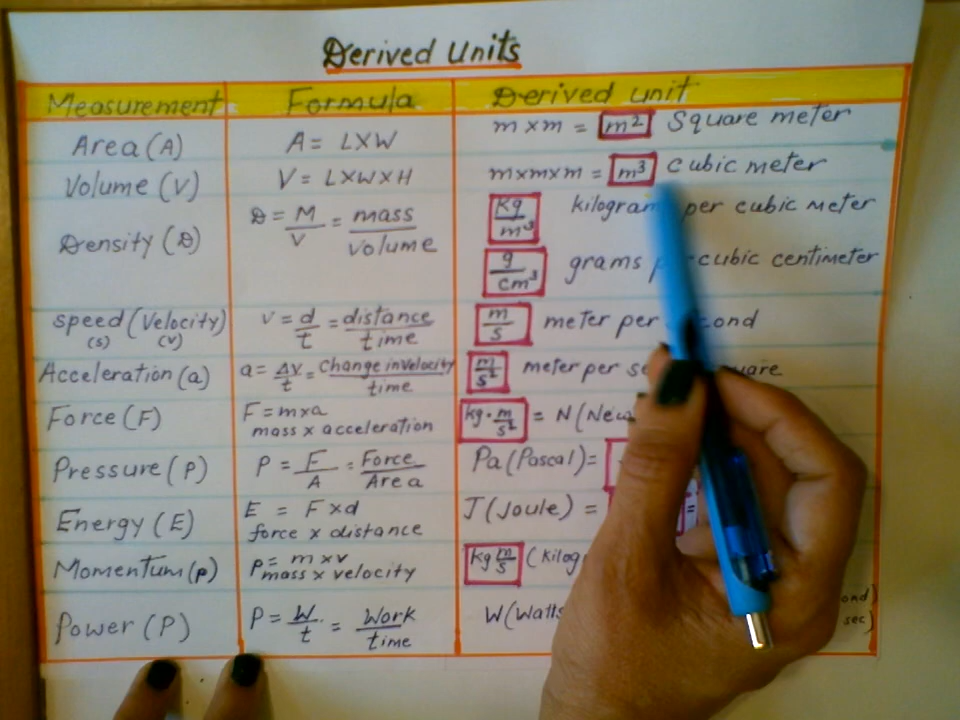 Derived Units
Measurement Formula Derived unit
Area (A) A = L×W m×m = m² Square meter
Volume (V) V = L×W×H m×m×m = m³ cubic meter
Density (D) D = M/V = mass/volume kg/m³ kilogram per cubic meter
g/cm³ grams cubic centimeter
speed (Velocity) v = d/t = distance/time m/s meter per
(s) (v)
Acceleration (a) a = Δv/t = change in velocity/time m/s² meter per
Force (F) F = m×a kg·m/s² = N
mass × acceleration
Pressure (P) P = F/A = Force/Area Pa (Pascal) =
Energy (E) E = F×d J (Joule) = =
force × distance
Momentum (p) p = m×v kg m/s
mass × velocity
Power (P) P = W/t = Work/time W (Watts
sec)